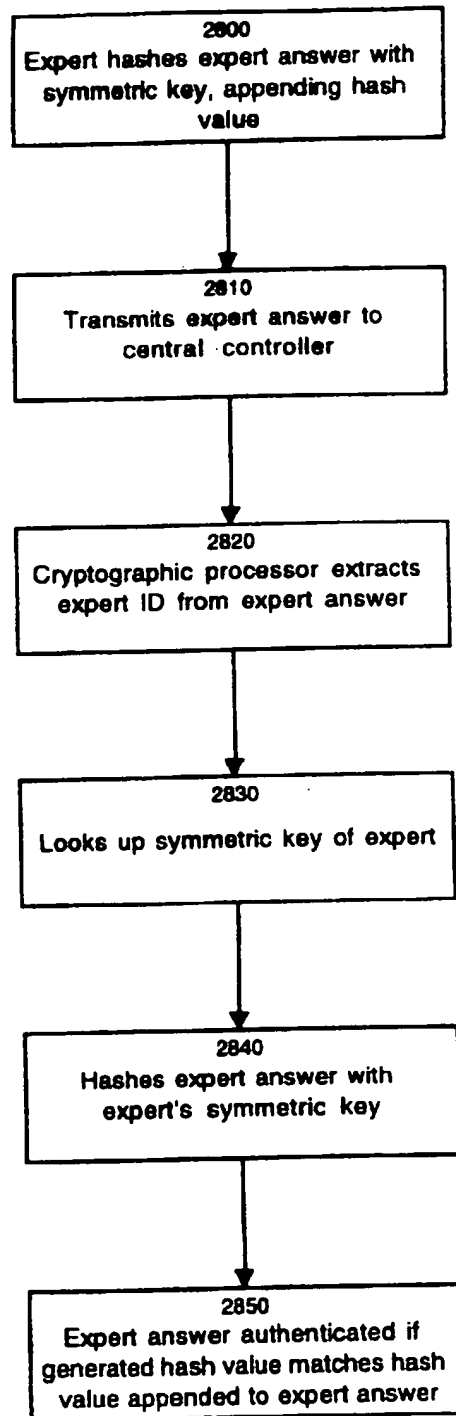 2800
Expert hashes expert answer with
symmetric key, appending hash
value
2810
Transmits expert answer to
central controller
2820
Cryptographic processor extracts
expert ID from expert answer
2830
Looks up symmetric key of expert
2840
Hashes expert answer with
expert's symmetric key
2850
Expert answer authenticated if
generated hash value matches hash
value appended to expert answer